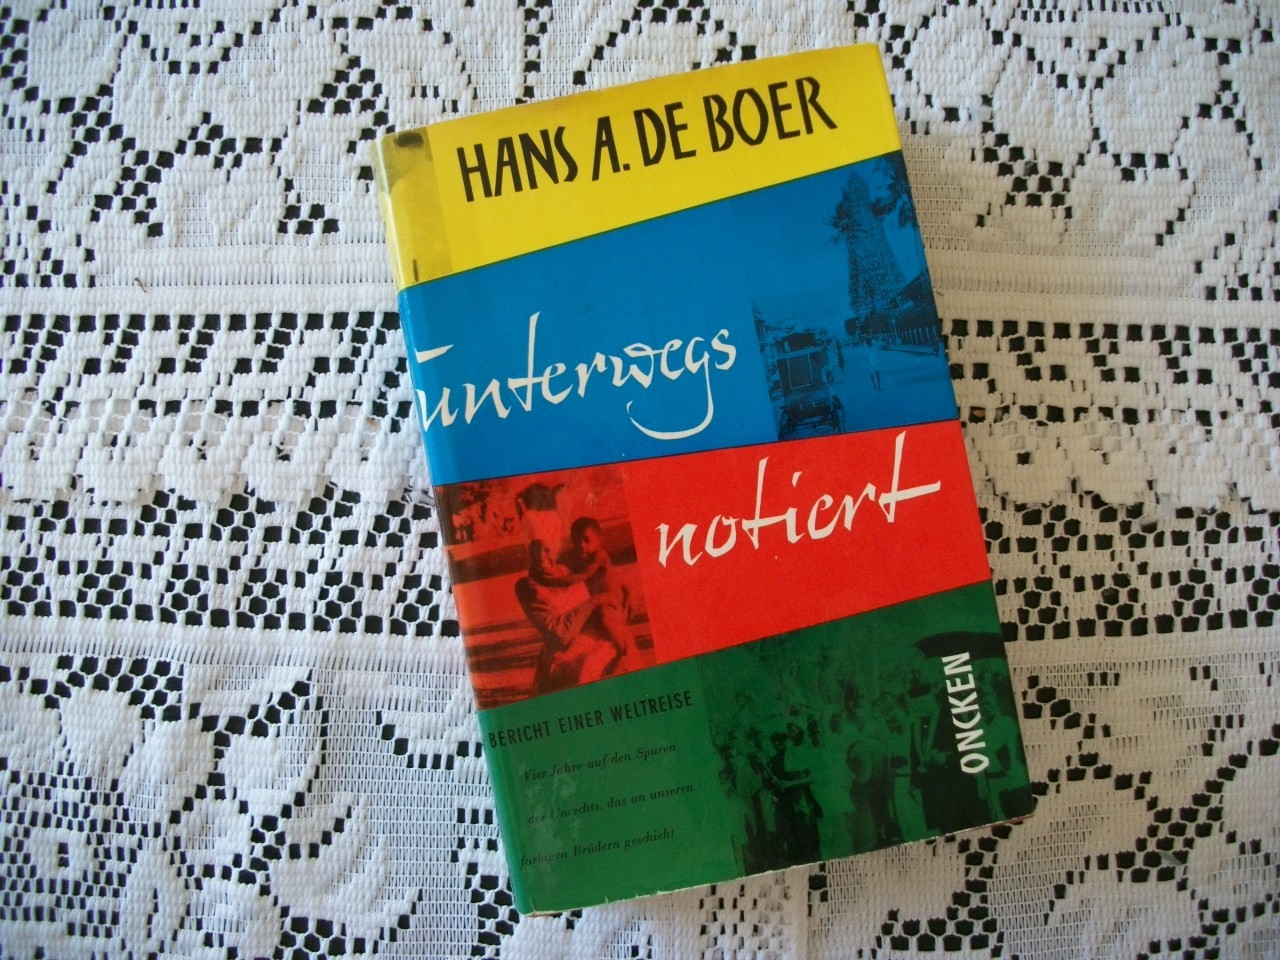 HANS A. DE BOER
unterwegs
notiert
BERICHT EINER WELTREISE
Vier Jahre auf den Spuren
des Unrechts, das an unseren
farbigen Brüdern geschieht
ONCKEN